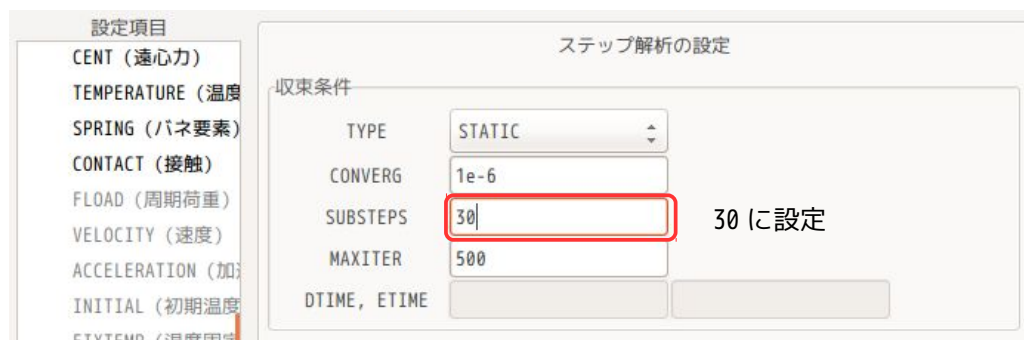 設定項目
CENT (遠心力)
TEMPERATURE (温度
SPRING (バネ要素)
CONTACT (接触)
FLOAD (周期荷重)
VELOCITY (速度)
ACCELERATION (加
INITIAL (初期温度
ステップ解析の設定
収束条件
TYPE STATIC
CONVERG 1e-6
SUBSTEPS 30 30 に設定
MAXITER 500
DTIME, ETIME